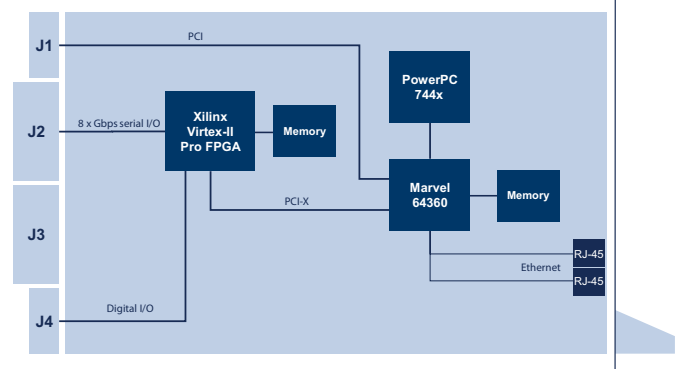 J1
PCI
PowerPC
744x
J2
8 x Gbps serial I/O
Xilinx
Virtex-II
Pro FPGA
Memory
Marvel
64360
Memory
PCI-X
J3
Ethernet
RJ-45
RJ-45
Digital I/O
J4